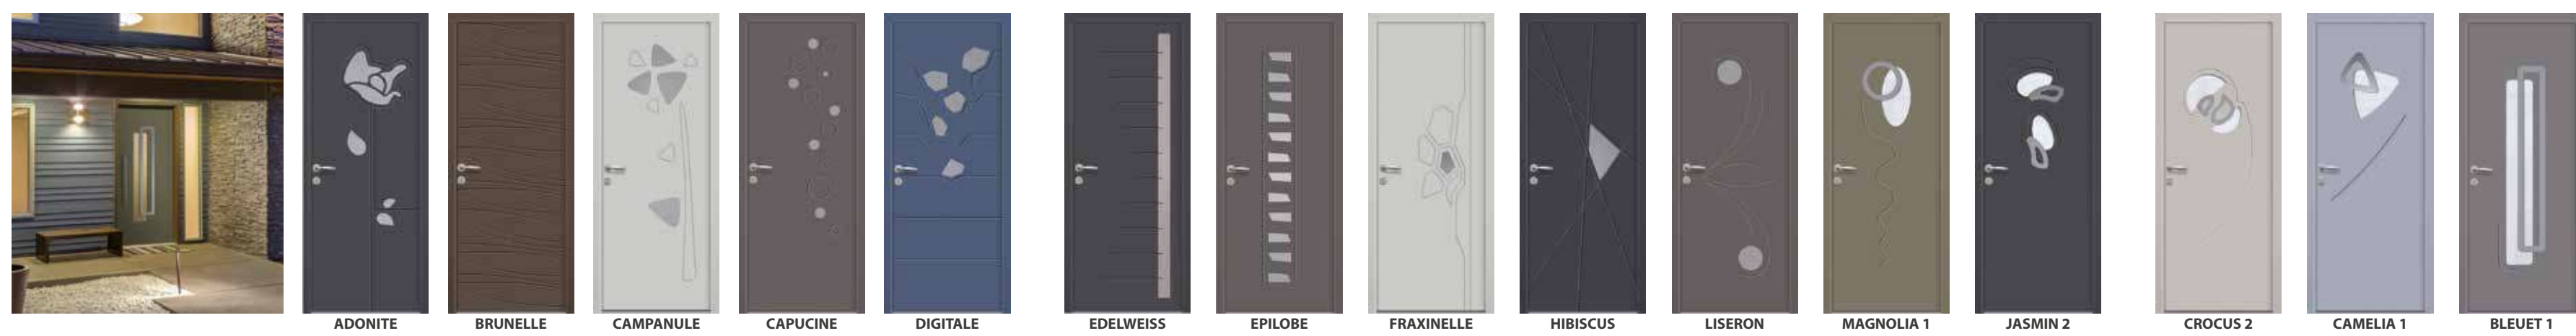 ADONITE
BRUNELLE
CAMPANULE
CAPUCINE
DIGITALE
EDELWEISS
EPILOBE
FRAXINELLE
HIBISCUS
LISERON
MAGNOLIA 1
JASMIN 2
CROCUS 2
CAMELIA 1
BLEUET 1